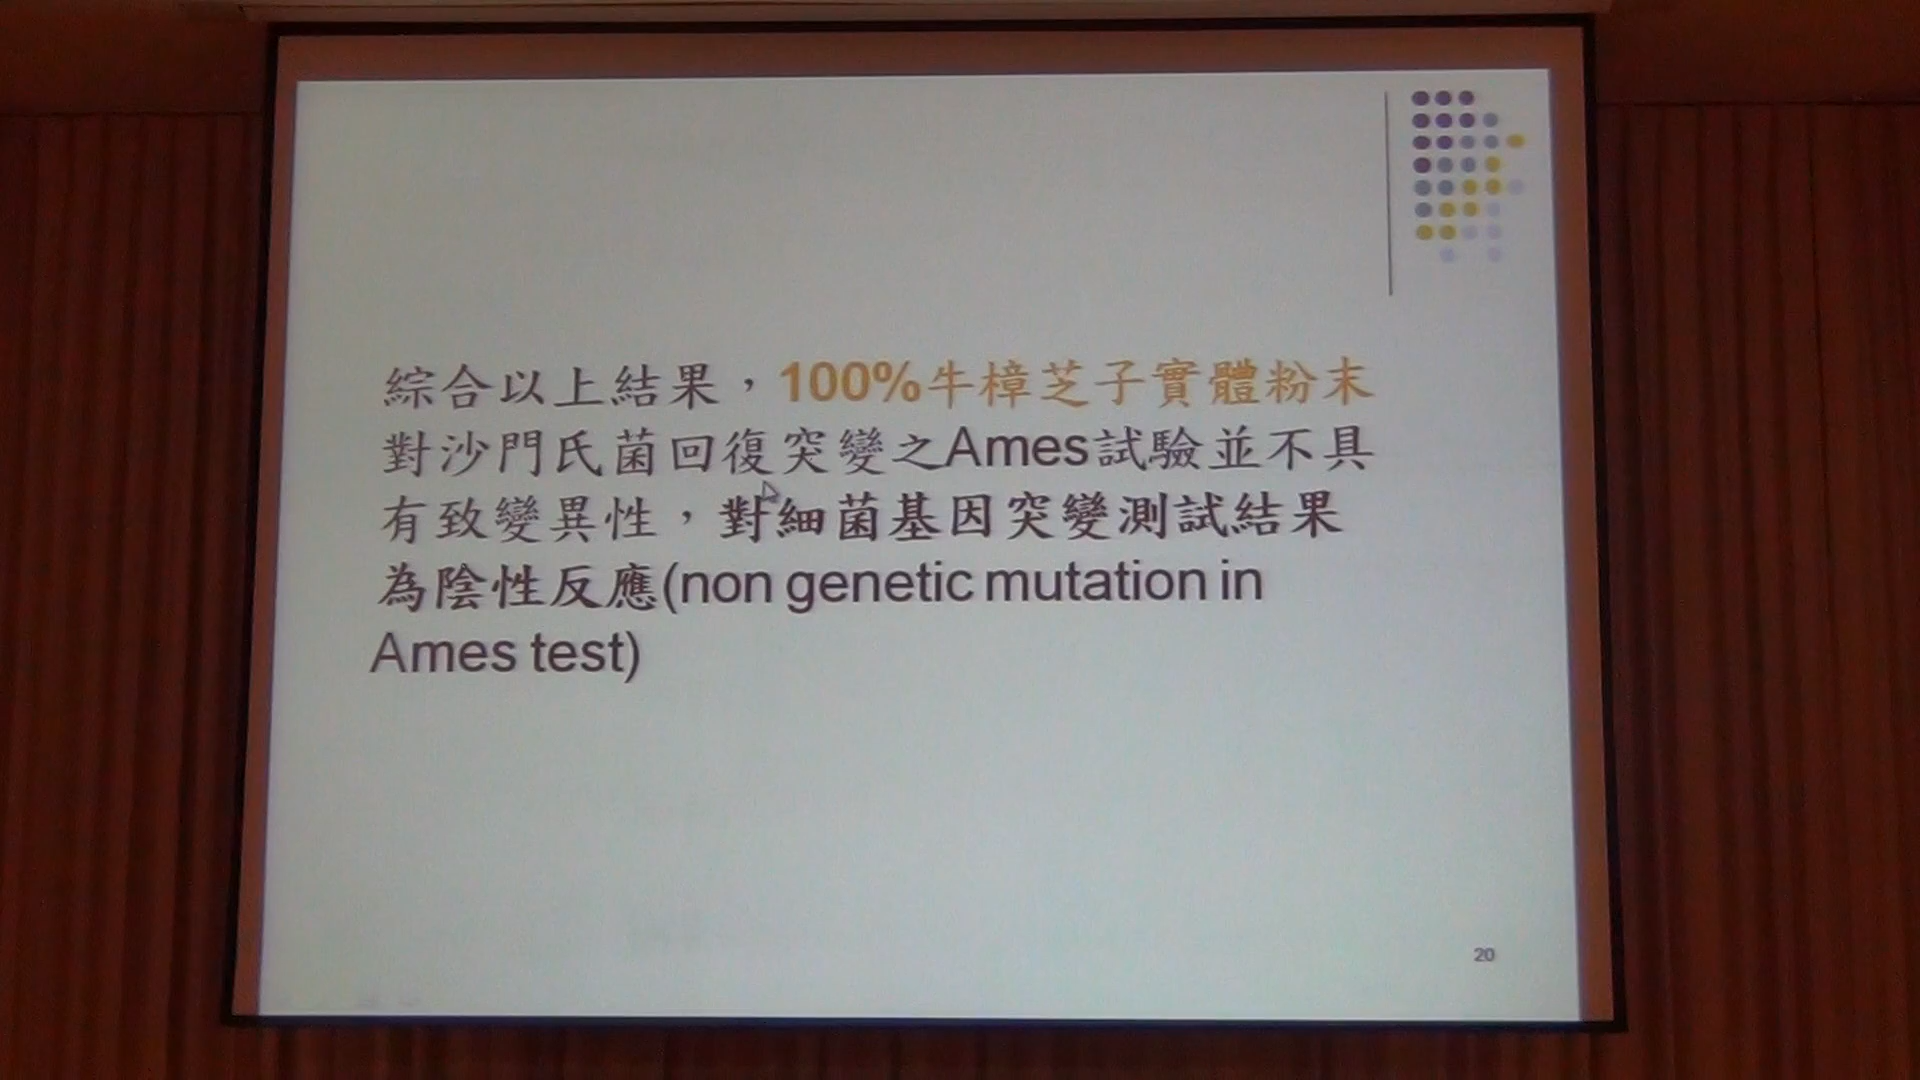 綜合以上結果，100%牛樟芝子實體粉末
對沙門氏菌回復突變之Ames試驗並不具
有致變異性，對細菌基因突變測試結果
為陰性反應(non genetic mutation in
Ames test)
20